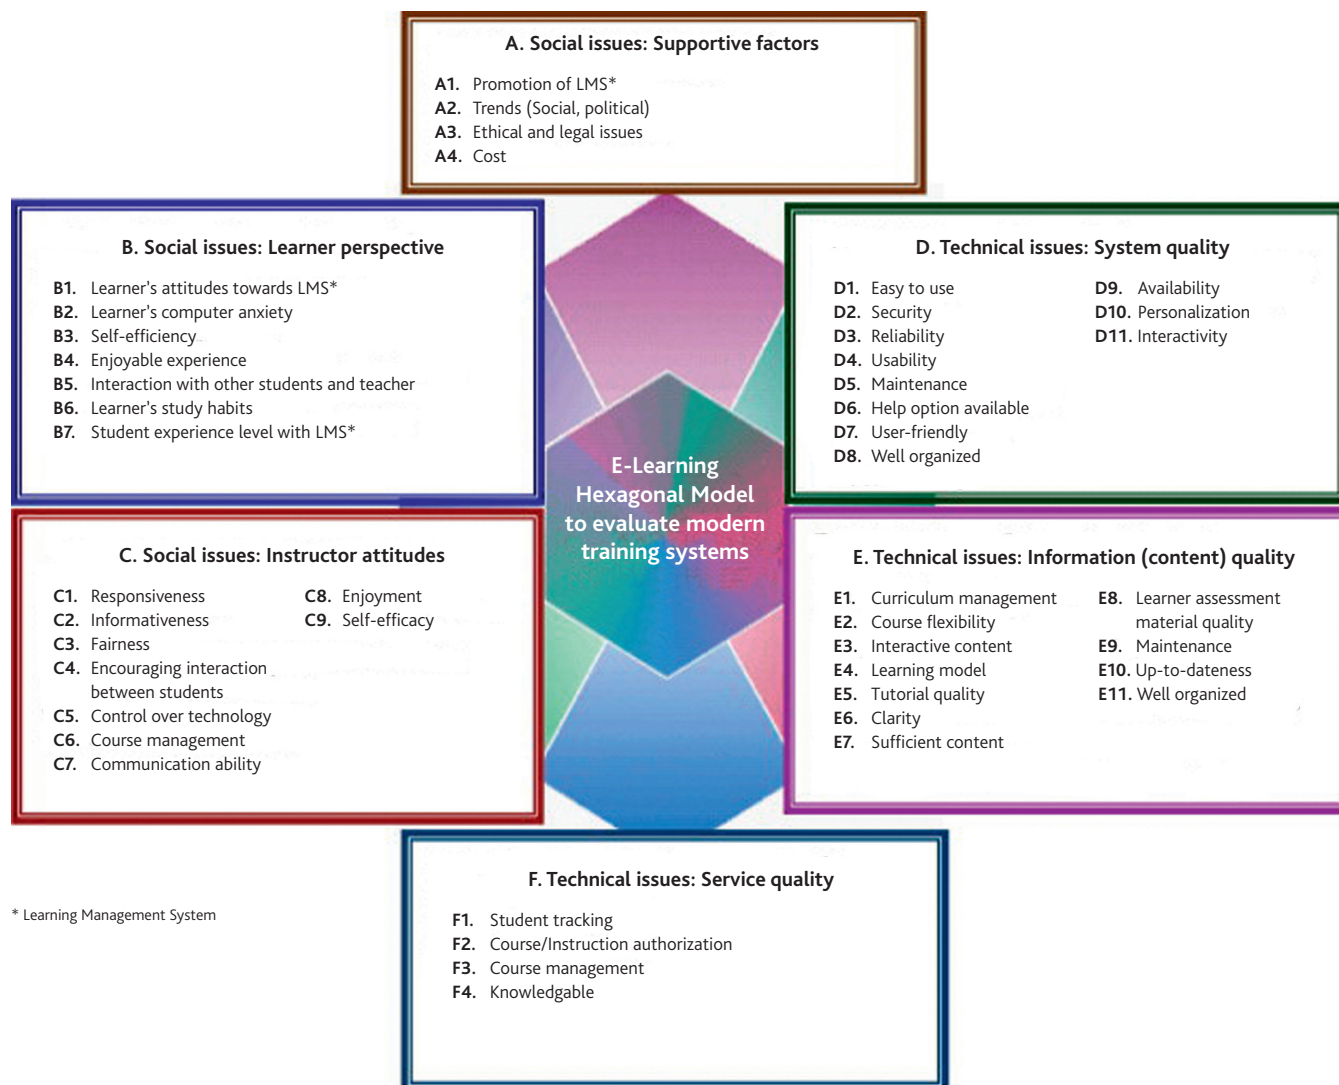 A. Social issues: Supportive factors
A1. Promotion of LMS*
A2. Trends (Social, political)
A3. Ethical and legal issues
A4. Cost
B. Social issues: Learner perspective
B1. Learner's attitudes towards LMS*
B2. Learner's computer anxiety
B3. Self-efficiency
B4. Enjoyable experience
B5. Interaction with other students and teacher
B6. Learner's study habits
B7. Student experience level with LMS*
D. Technical issues: System quality
D1. Easy to use
D2. Security
D3. Reliability
D4. Usability
D5. Maintenance
D6. Help option available
D7. User-friendly
D8. Well organized
D9. Availability
D10. Personalization
D11. Interactivity
E-Learning
Hexagonal Model
to evaluate modern
training systems
C. Social issues: Instructor attitudes
C1. Responsiveness
C2. Informativeness
C3. Fairness
C4. Encouraging interaction
between students
C5. Control over technology
C6. Course management
C7. Communication ability
C8. Enjoyment
C9. Self-efficacy
E. Technical issues: Information (content) quality
E1. Curriculum management
E2. Course flexibility
E3. Interactive content
E4. Learning model
E5. Tutorial quality
E6. Clarity
E7. Sufficient content
E8. Learner assessment
material quality
E9. Maintenance
E10. Up-to-dateness
E11. Well organized
F. Technical issues: Service quality
F1. Student tracking
F2. Course/Instruction authorization
F3. Course management
F4. Knowledgable
* Learning Management System